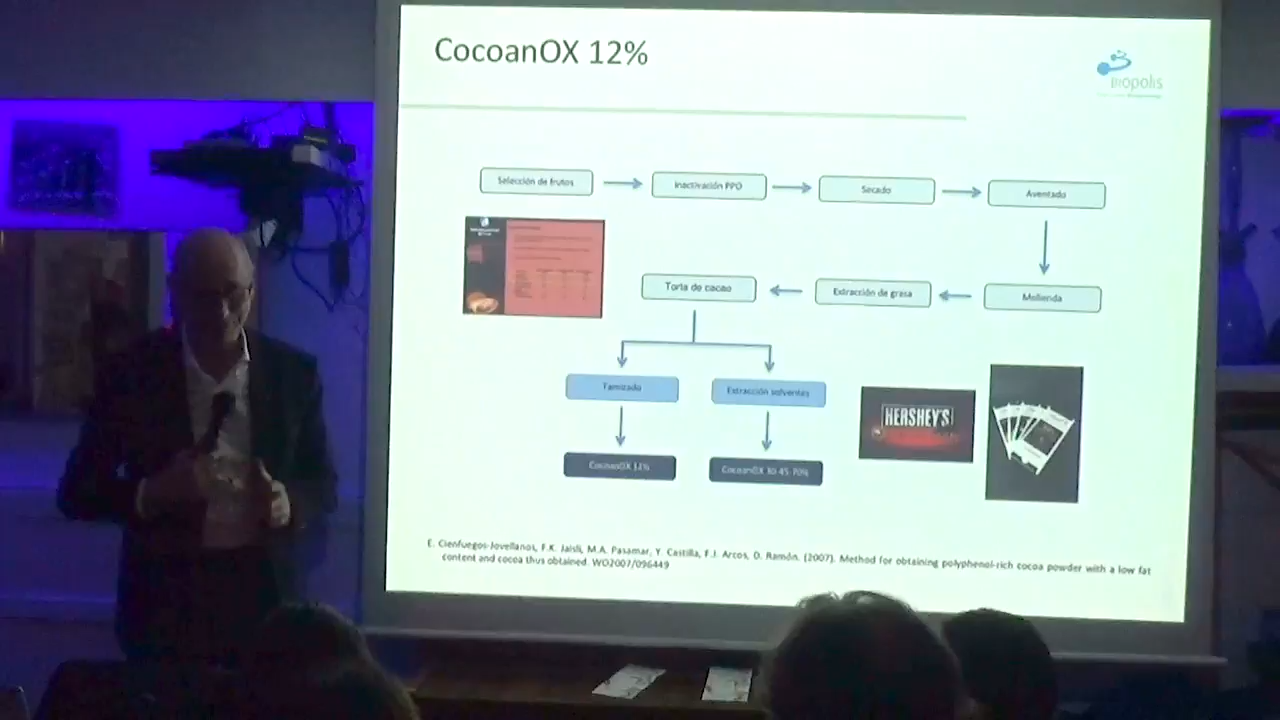 CocoanOX 12%
Biopolis
Selección de frutos
Inactivación PPO
Secado
Aventado
Torta de cacao
Extracción de grasa
Molienda
Tamizado
Extracción solventes
HERSHEY'S
CocoanOX 12%
CocoanOX 30-45-70%
E. Cienfuegos-Jovellanos, F.K. Jalsli, M.A. Pasamar, Y. Castilla, F.J. Arcos, D. Ramón. (2007). Method for obtaining polyphenol-rich cocoa powder with a low fat
content and cocoa thus obtained. WO2007/096449